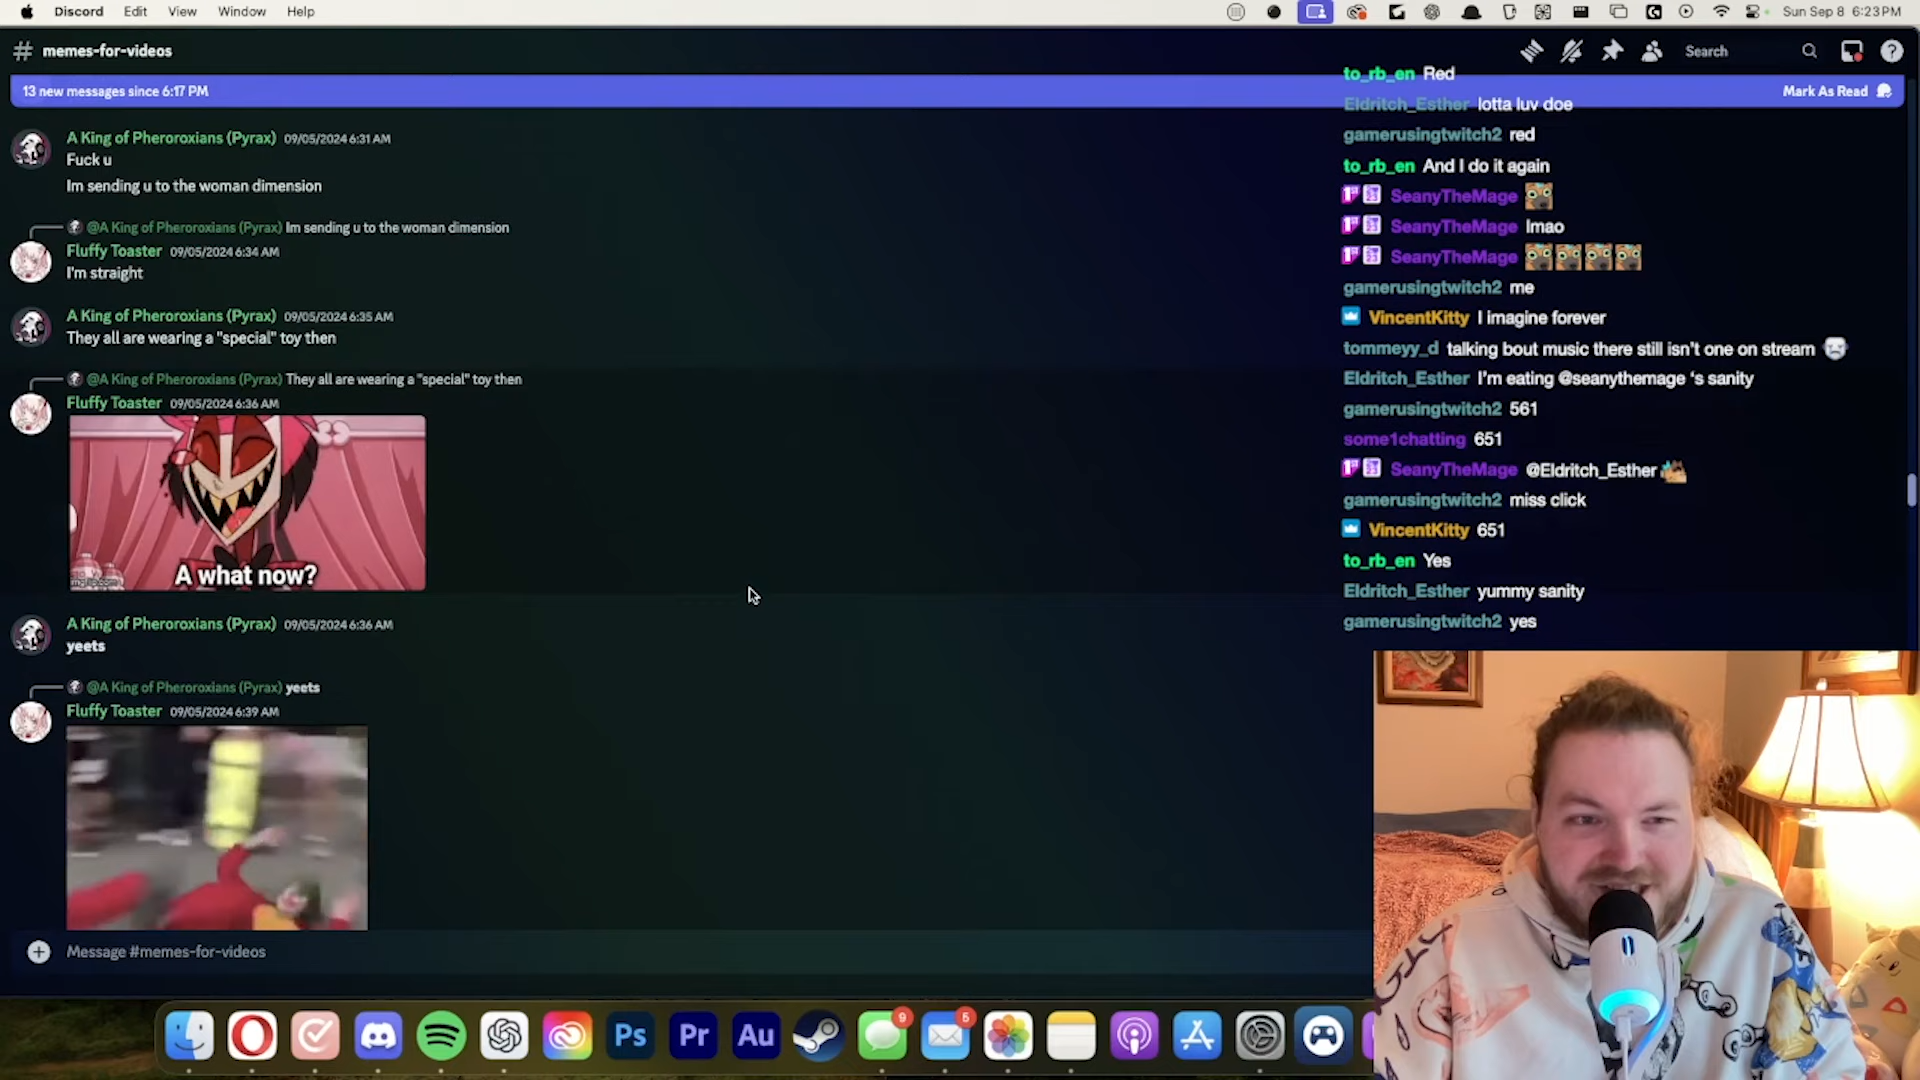 Discord Edit View Window Help
Sun Sep 8 6:23 PM
# memes-for-videos
Search
13 new messages since 6:17 PM
Mark As Read
A King of Pheroroxians (Pyrax) 09/05/2024 6:31 AM
Fuck u
Im sending u to the woman dimension
@A King of Pheroroxians (Pyrax) Im sending u to the woman dimension
Fluffy Toaster 09/05/2024 6:34 AM
I'm straight
A King of Pheroroxians (Pyrax) 09/05/2024 6:35 AM
They all are wearing a "special" toy then
@A King of Pheroroxians (Pyrax) They all are wearing a "special" toy then
Fluffy Toaster 09/05/2024 6:36 AM
A what now?
A King of Pheroroxians (Pyrax) 09/05/2024 6:36 AM
yeets
@A King of Pheroroxians (Pyrax) yeets
Fluffy Toaster 09/05/2024 6:39 AM
Message #memes-for-videos
to_rb_en Red
Eldritch_Esther lotta luv doe
gamerusingtwitch2 red
to_rb_en And I do it again
SeanyTheMage
SeanyTheMage lmao
SeanyTheMage
gamerusingtwitch2 me
VincentKitty I imagine forever
tommeyy_d talking bout music there still isn't one on stream
Eldritch_Esther I'm eating @seanythemage 's sanity
gamerusingtwitch2 561
some1chatting 651
SeanyTheMage @Eldritch_Esther
gamerusingtwitch2 miss click
VincentKitty 651
to_rb_en Yes
Eldritch_Esther yummy sanity
gamerusingtwitch2 yes
Ps Pr Au
9
5